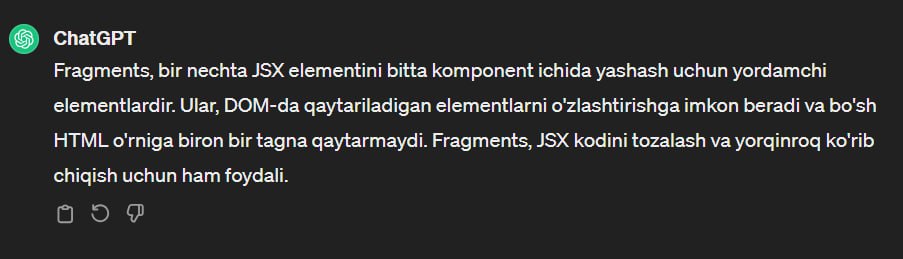 ChatGPT
Fragments, bir nechta JSX elementini bitta komponent ichida yashash uchun yordamchi
elementlardir. Ular, DOM-da qaytariladigan elementlarni o'zlashtirishga imkon beradi va bo'sh
HTML o'rniga biron bir tagna qaytarmaydi. Fragments, JSX kodini tozalash va yorqinroq ko'rib
chiqish uchun ham foydali.